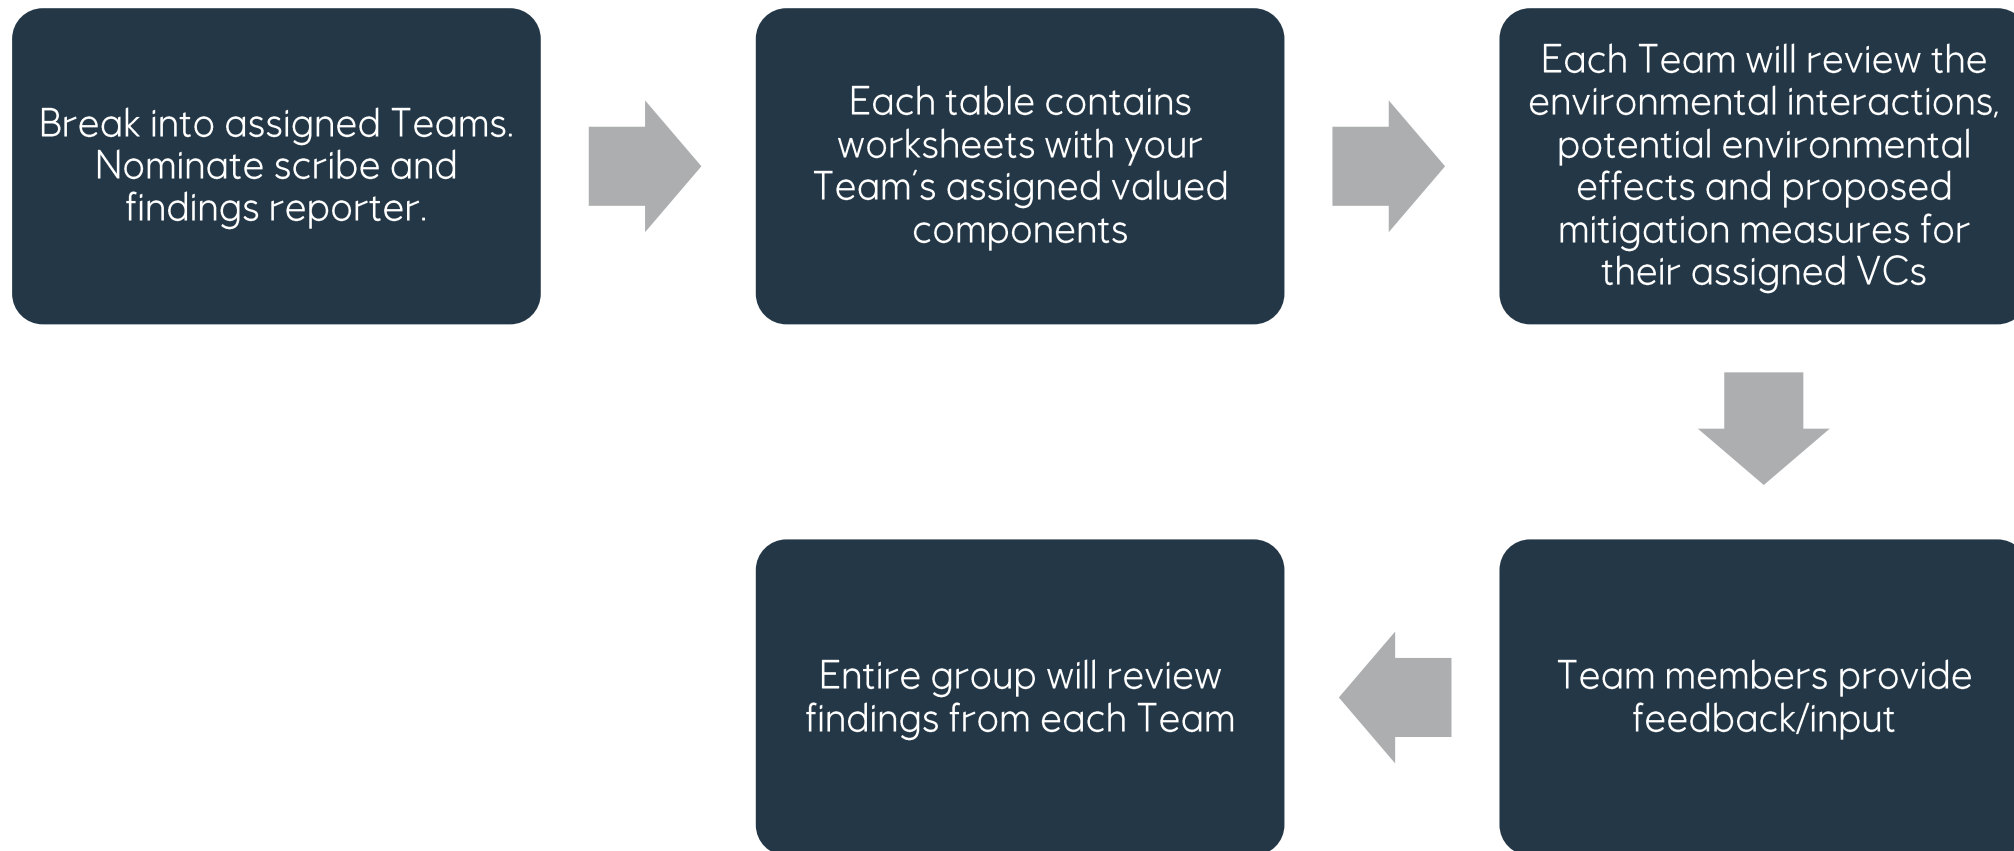 Break into assigned Teams.
Nominate scribe and
findings reporter.
Each table contains
worksheets with your
Team's assigned valued
components
Each Team will review the
environmental interactions,
potential environmental
effects and proposed
mitigation measures for
their assigned VCs
Team members provide
feedback/input
Entire group will review
findings from each Team